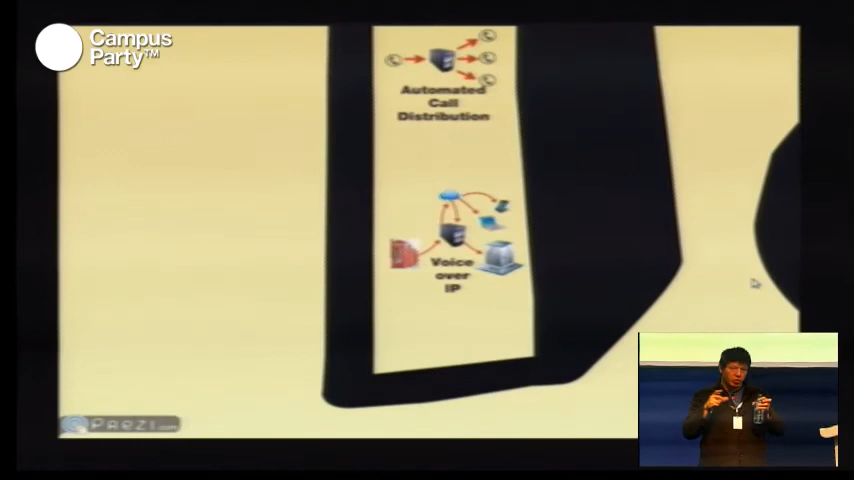 Campus
Party™
Automated
Call
Distribution
Voice
over
IP
Prezi.com